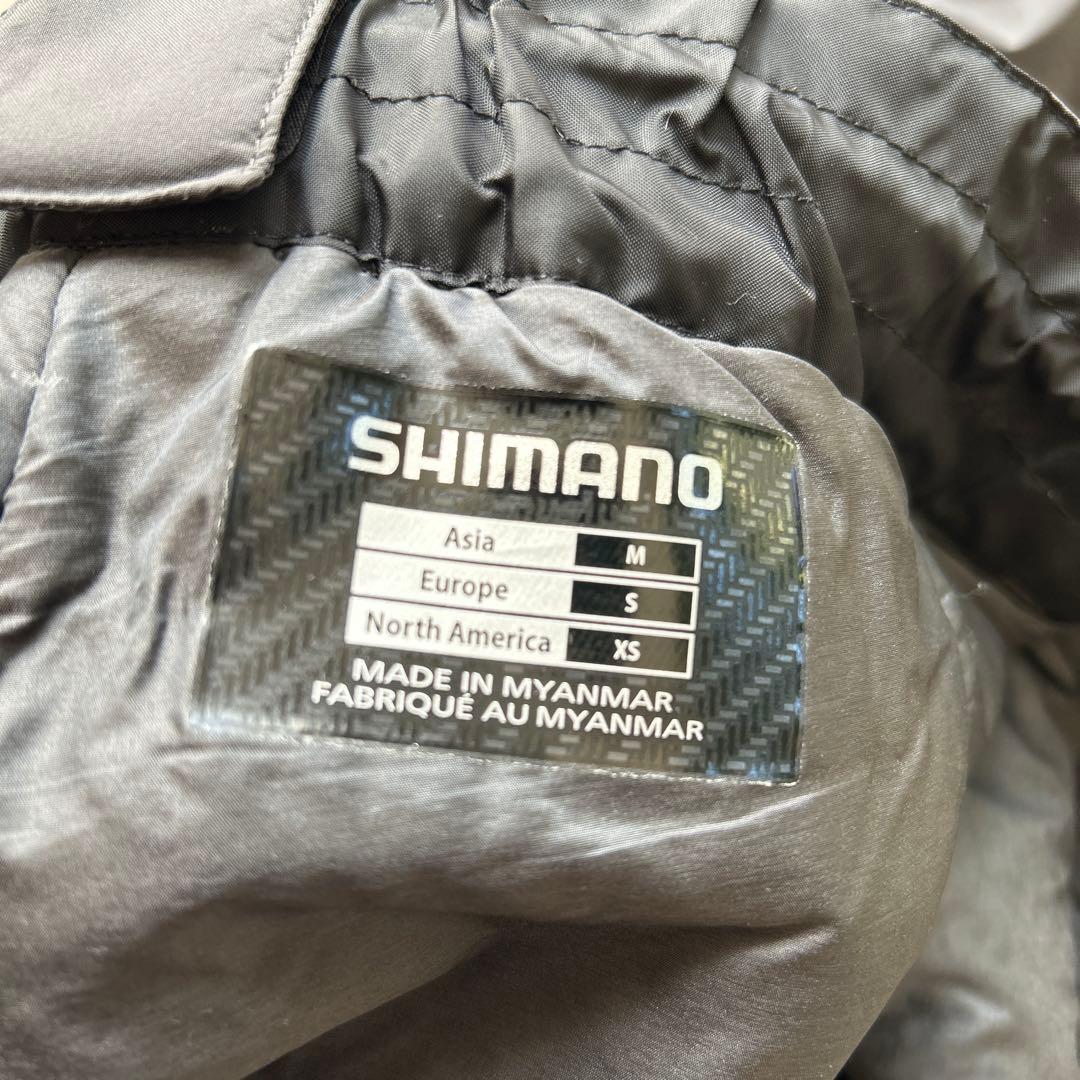 SHIMANO
Asia M
Europe S
North America XS
MADE IN MYANMAR
FABRIQUÉ AU MYANMAR